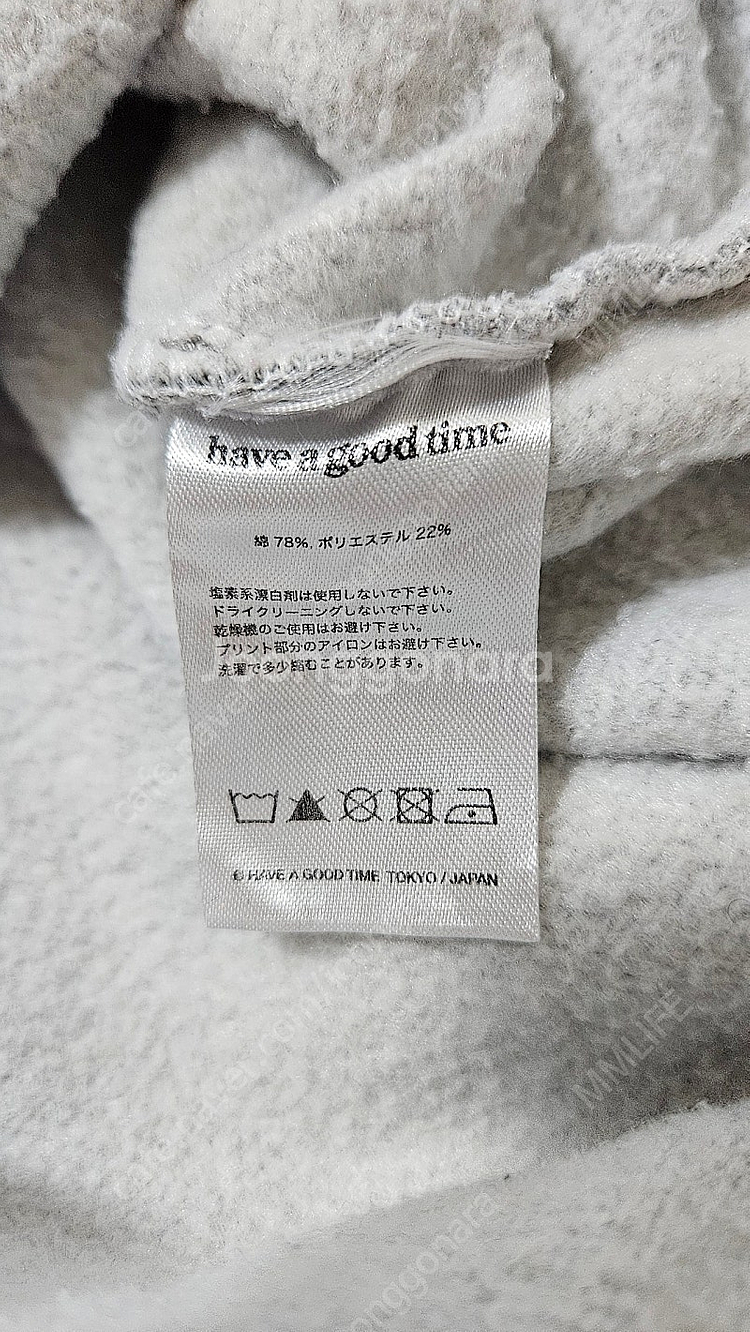 have a good time
綿 78%, ポリエステル 22%
塩素系漂白剤は使用しないで下さい。
ドライクリーニングしないで下さい。
乾燥機のご使用はお避け下さい。
プリント部分のアイロンはお避け下さい。
洗濯で多少縮むことがあります。
© HAVE A GOOD TIME TOKYO / JAPAN
MMLIFE